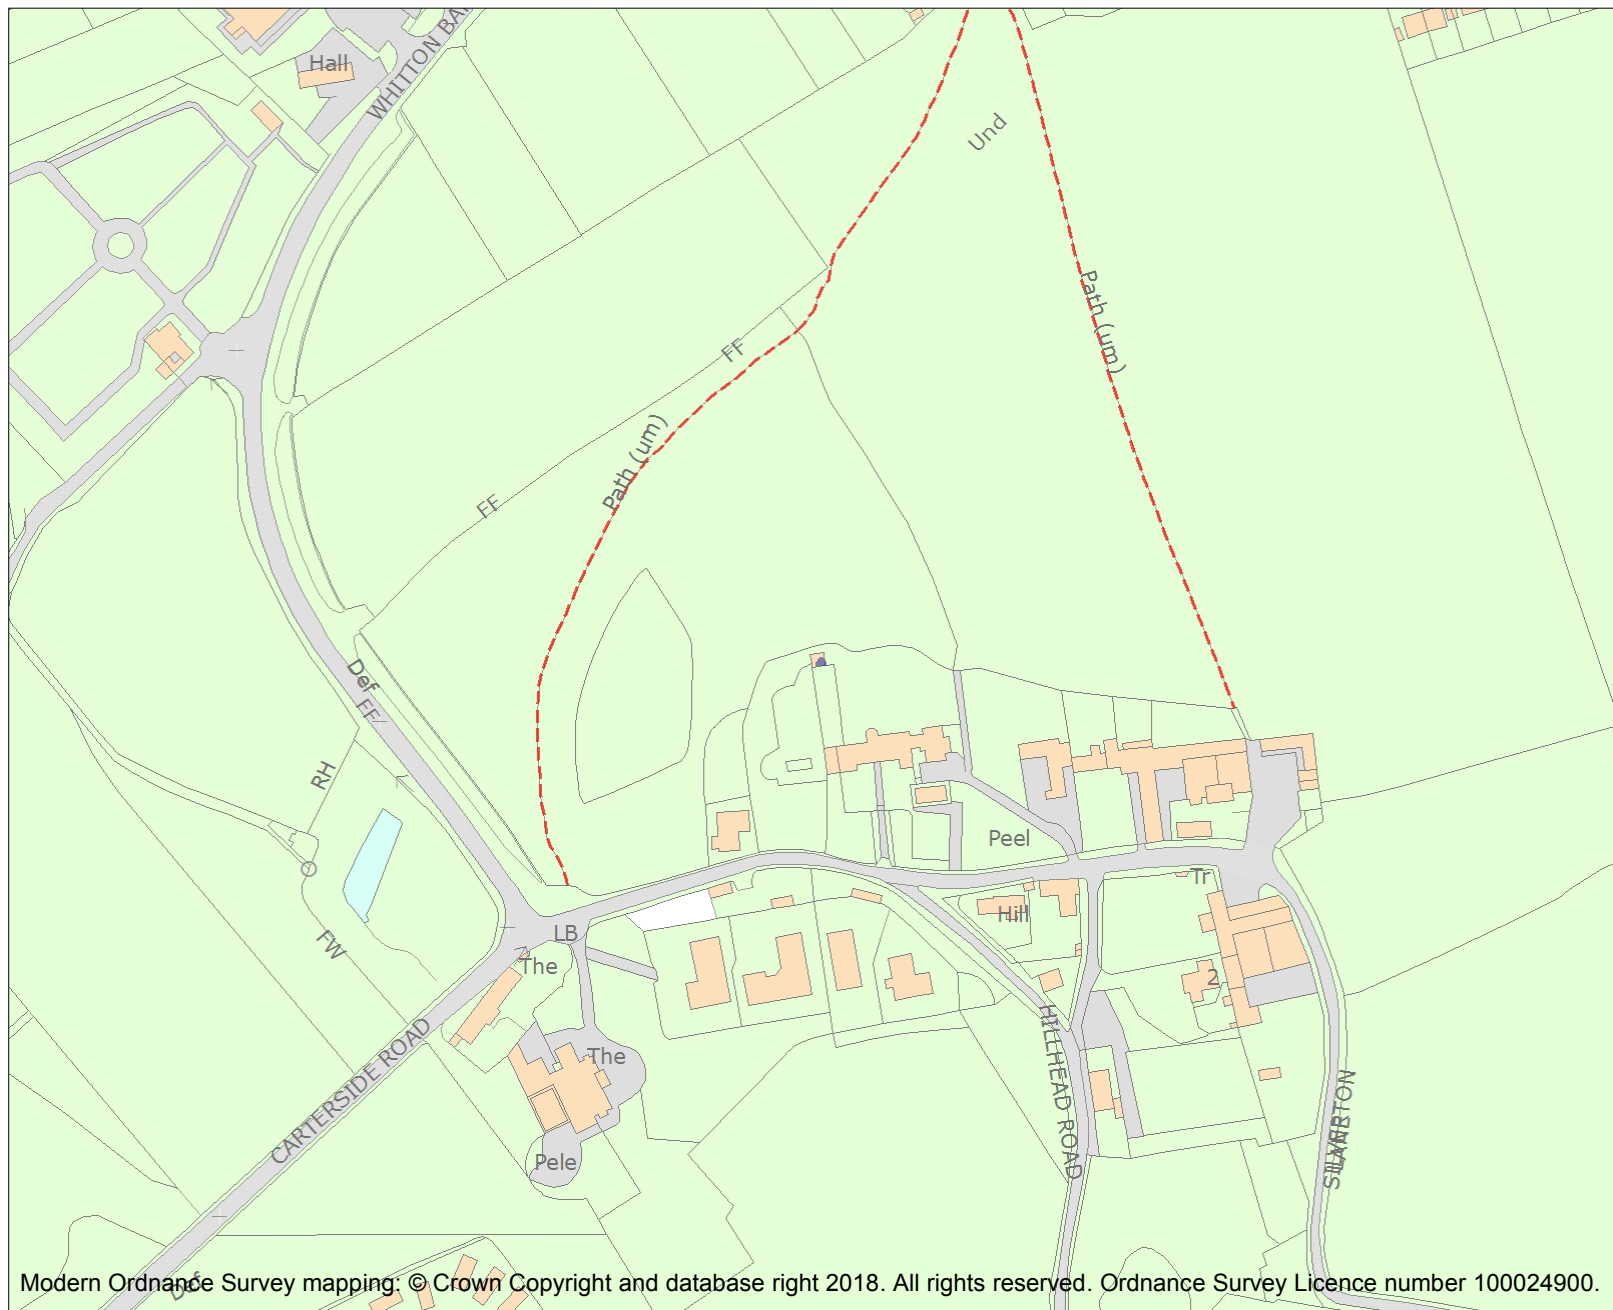 WHITTON BA
Hall
Und
Path (um)
FF
Path (um)
FF
Def
FF
RH
Peel
Tr
Hill
LB
FW
The
2
HILLHEAD ROAD
CARTERSIDE ROAD
The
SILVERTON
LANE
Pele
Def
Modern Ordnance Survey mapping: © Crown Copyright and database right 2018. All rights reserved. Ordnance Survey Licence number 100024900.